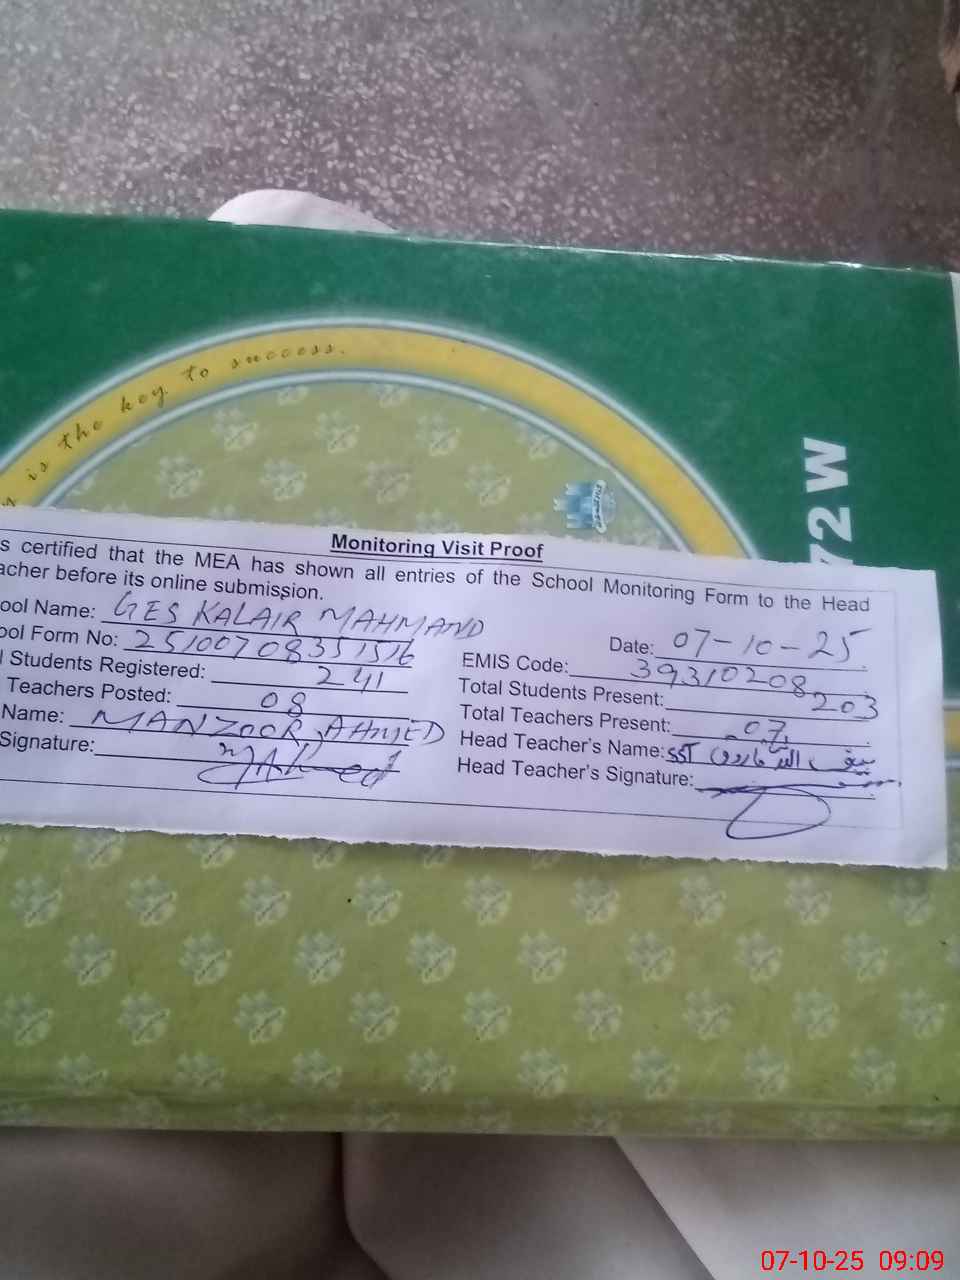 s is the key to success.
72 W
Monitoring Visit Proof
s certified that the MEA has shown all entries of the School Monitoring Form to the Head
acher before its online submission.
ool Name: GES KALAIR MAHMAND
Date: 07-10-25
ool Form No: 25100708351516
EMIS Code: 39310208
l Students Registered: 241
Total Students Present: 203
Teachers Posted: 08
Total Teachers Present: 07
Name: MANZOOR AHMED
Head Teacher's Name: SST
Signature:
Head Teacher's Signature:
07-10-25 09:09